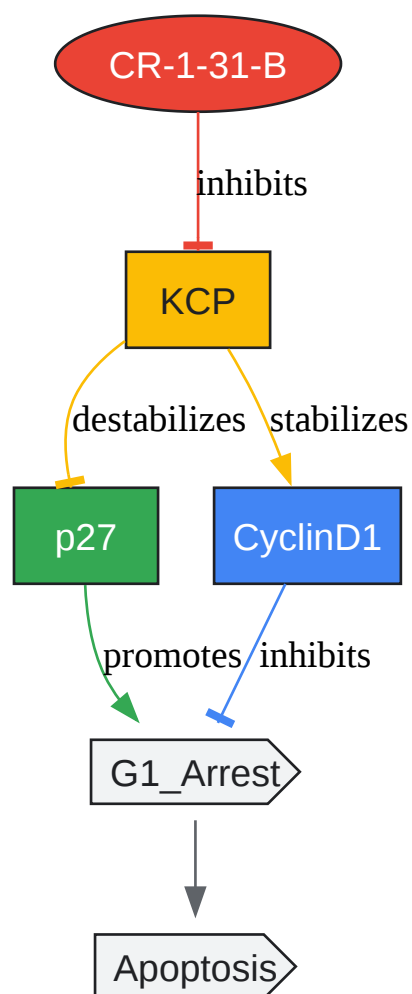 CR-1-31-B
inhibits
KCP
destabilizes
stabilizes
p27
CyclinD1
promotes
inhibits
G1_Arrest
Apoptosis